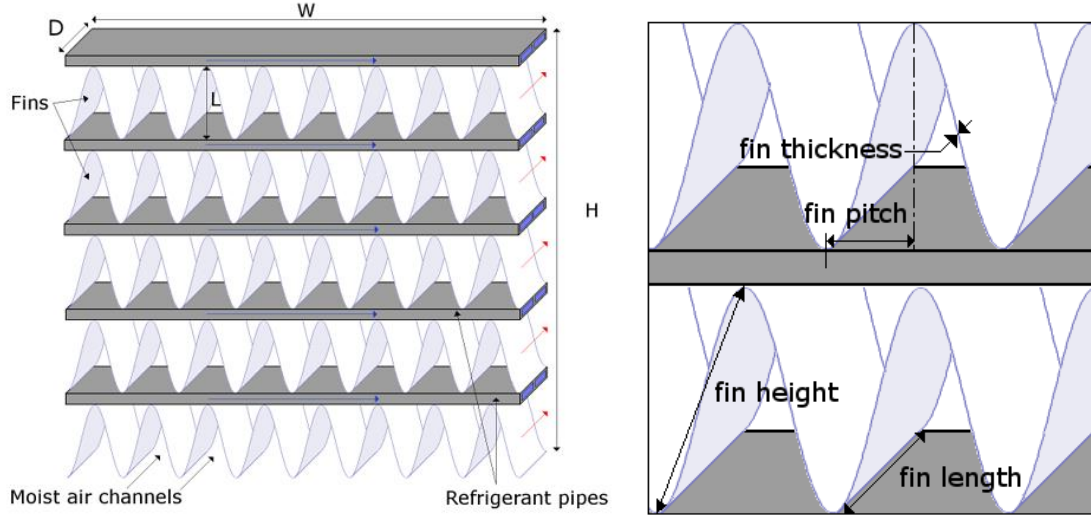 W
D
Fins
L
H
Moist air channels
Refrigerant pipes
fin thickness
fin pitch
fin height
fin length